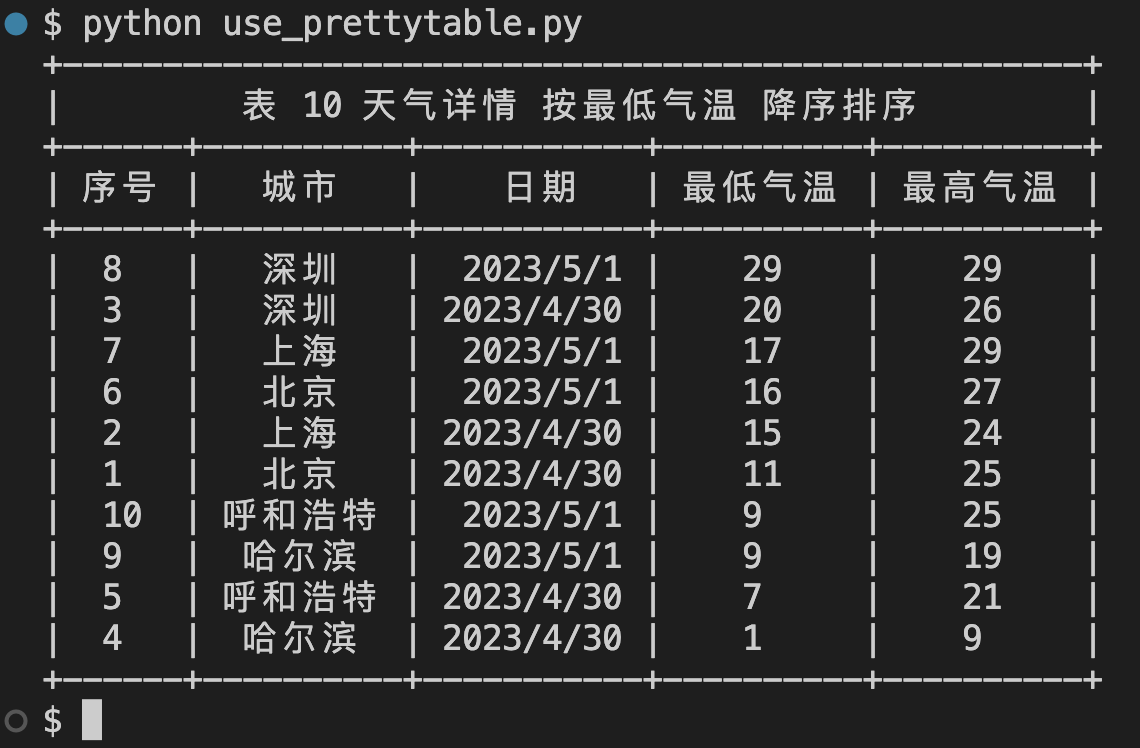 $ python use_prettytable.py
+----------------------------------------------------+
|         表 10 天气详情 按最低气温 降序排序         |
+------+----------+-----------+----------+----------+
| 序号 |   城市   |    日期   | 最低气温 | 最高气温 |
+------+----------+-----------+----------+----------+
|  8   |   深圳   |  2023/5/1 |    29    |    29    |
|  3   |   深圳   | 2023/4/30 |    20    |    26    |
|  7   |   上海   |  2023/5/1 |    17    |    29    |
|  6   |   北京   |  2023/5/1 |    16    |    27    |
|  2   |   上海   | 2023/4/30 |    15    |    24    |
|  1   |   北京   | 2023/4/30 |    11    |    25    |
|  10  | 呼和浩特 |  2023/5/1 |    9     |    25    |
|  9   |  哈尔滨  |  2023/5/1 |    9     |    19    |
|  5   | 呼和浩特 | 2023/4/30 |    7     |    21    |
|  4   |  哈尔滨  | 2023/4/30 |    1     |    9     |
+------+----------+-----------+----------+----------+
$